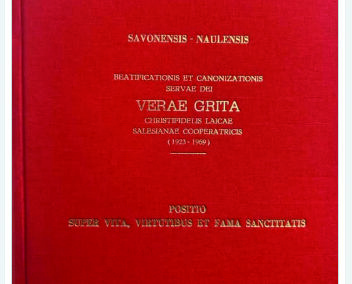 SAVONENSIS - NAULENSIS
BEATIFICATIONIS ET CANONIZATIONIS
SERVAE DEI
VERAE GRITA
CHRISTIFIDELIS LAICAE
SALESIANAE COOPERATRICIS
(1923 - 1969)
POSITIO
SUPER VITA, VIRTUTIBUS ET FAMA SANCTITATIS